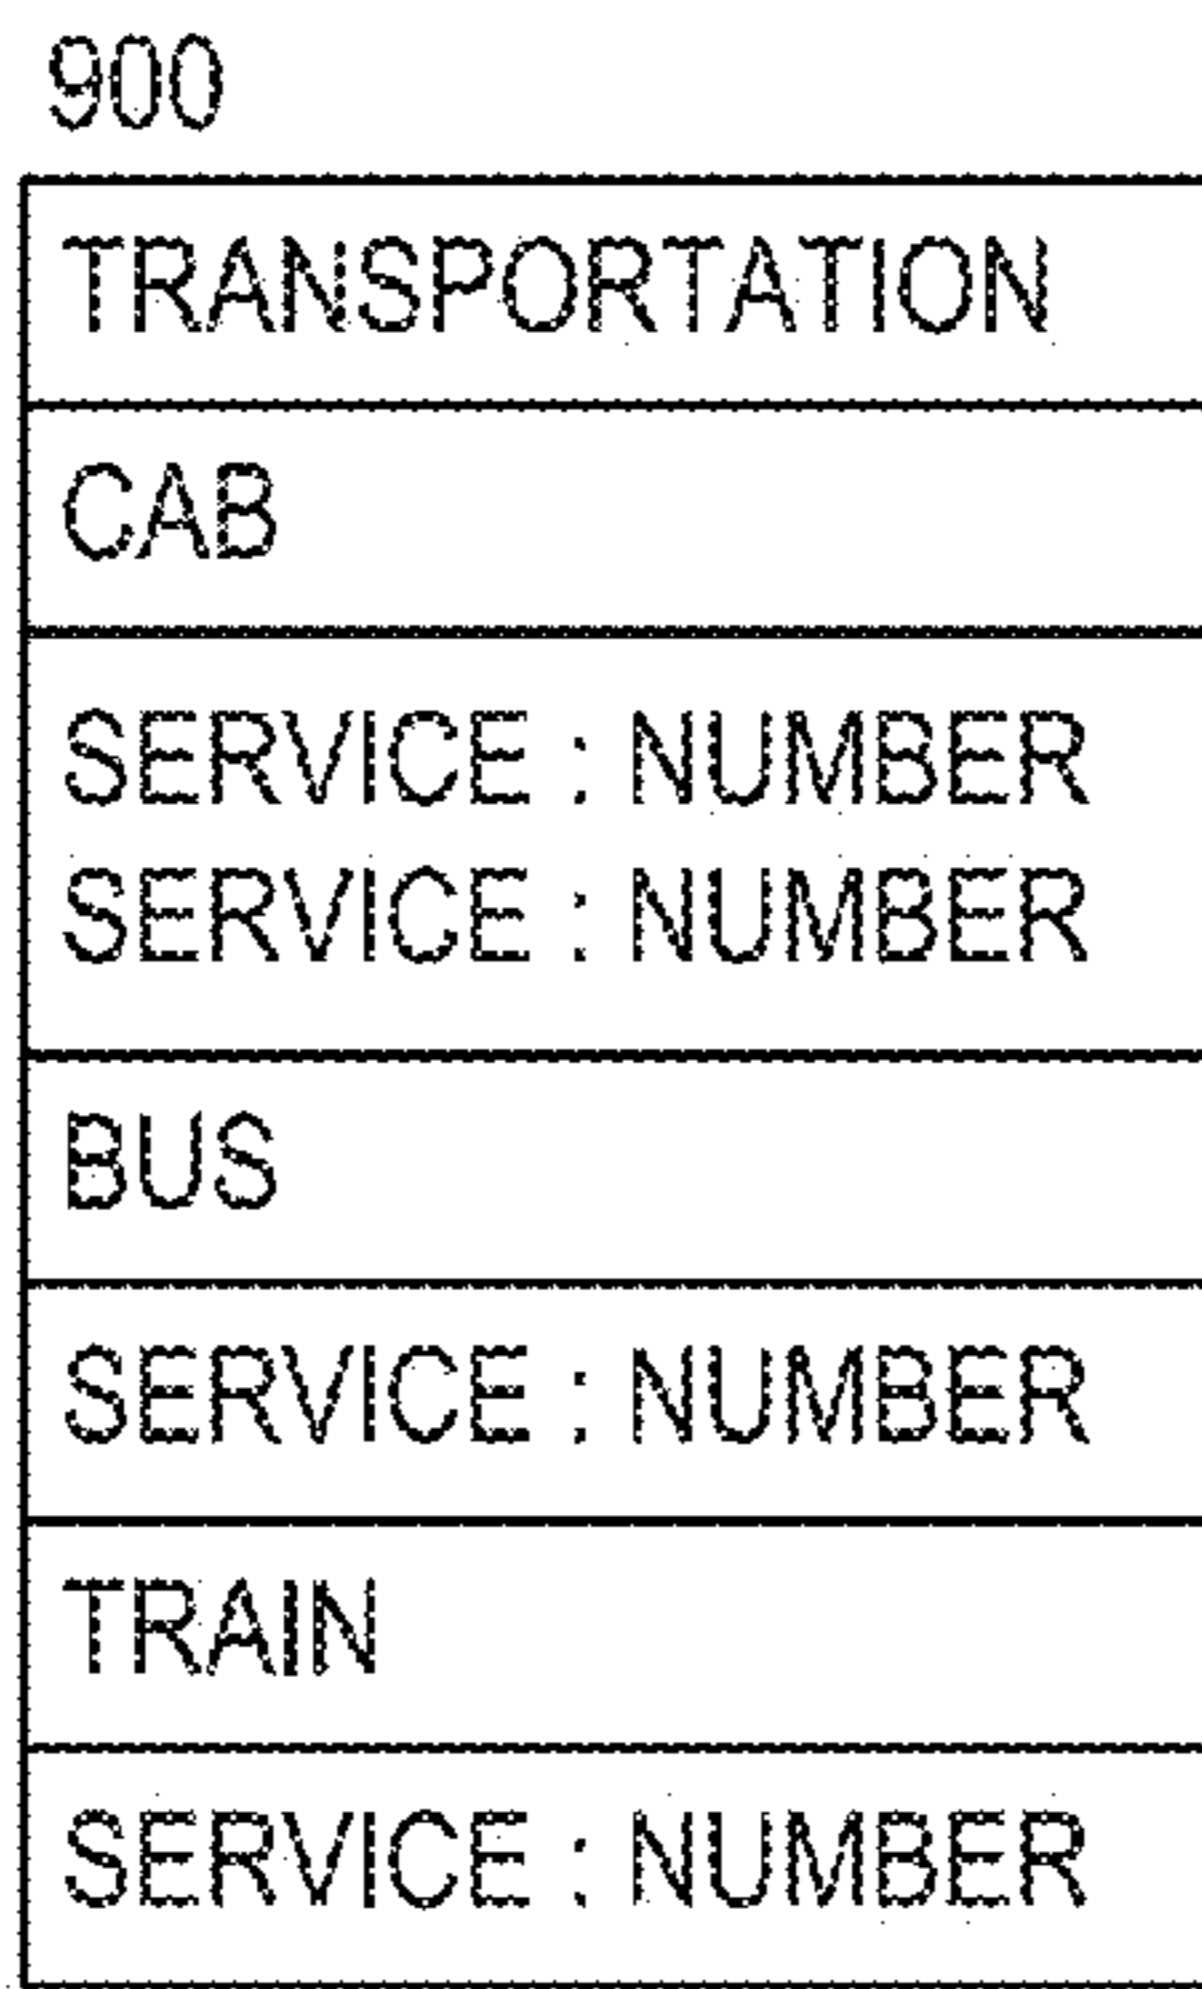 900
TRANSPORTATION
CAB
SERVICE : NUMBER
SERVICE : NUMBER
BUS
SERVICE : NUMBER
TRAIN
SERVICE : NUMBER